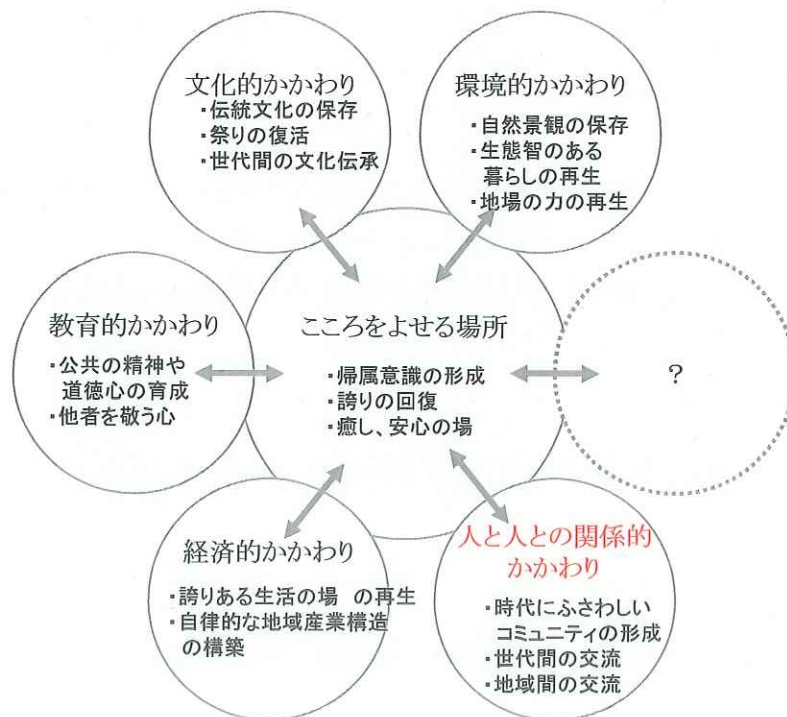 文化的かかわり
・伝統文化の保存
・祭りの復活
・世代間の文化伝承
環境的かかわり
・自然景観の保存
・生態智のある
暮らしの再生
・地場の力の再生
教育的かかわり
・公共の精神や
道徳心の育成
・他者を敬う心
こころをよせる場所
・帰属意識の形成
・誇りの回復
・癒し、安心の場
?
経済的かかわり
・誇りある生活の場 の再生
・自律的な地域産業構造
の構築
人と人との関係的
かかわり
・時代にふさわしい
コミュニティの形成
・世代間の交流
・地域間の交流